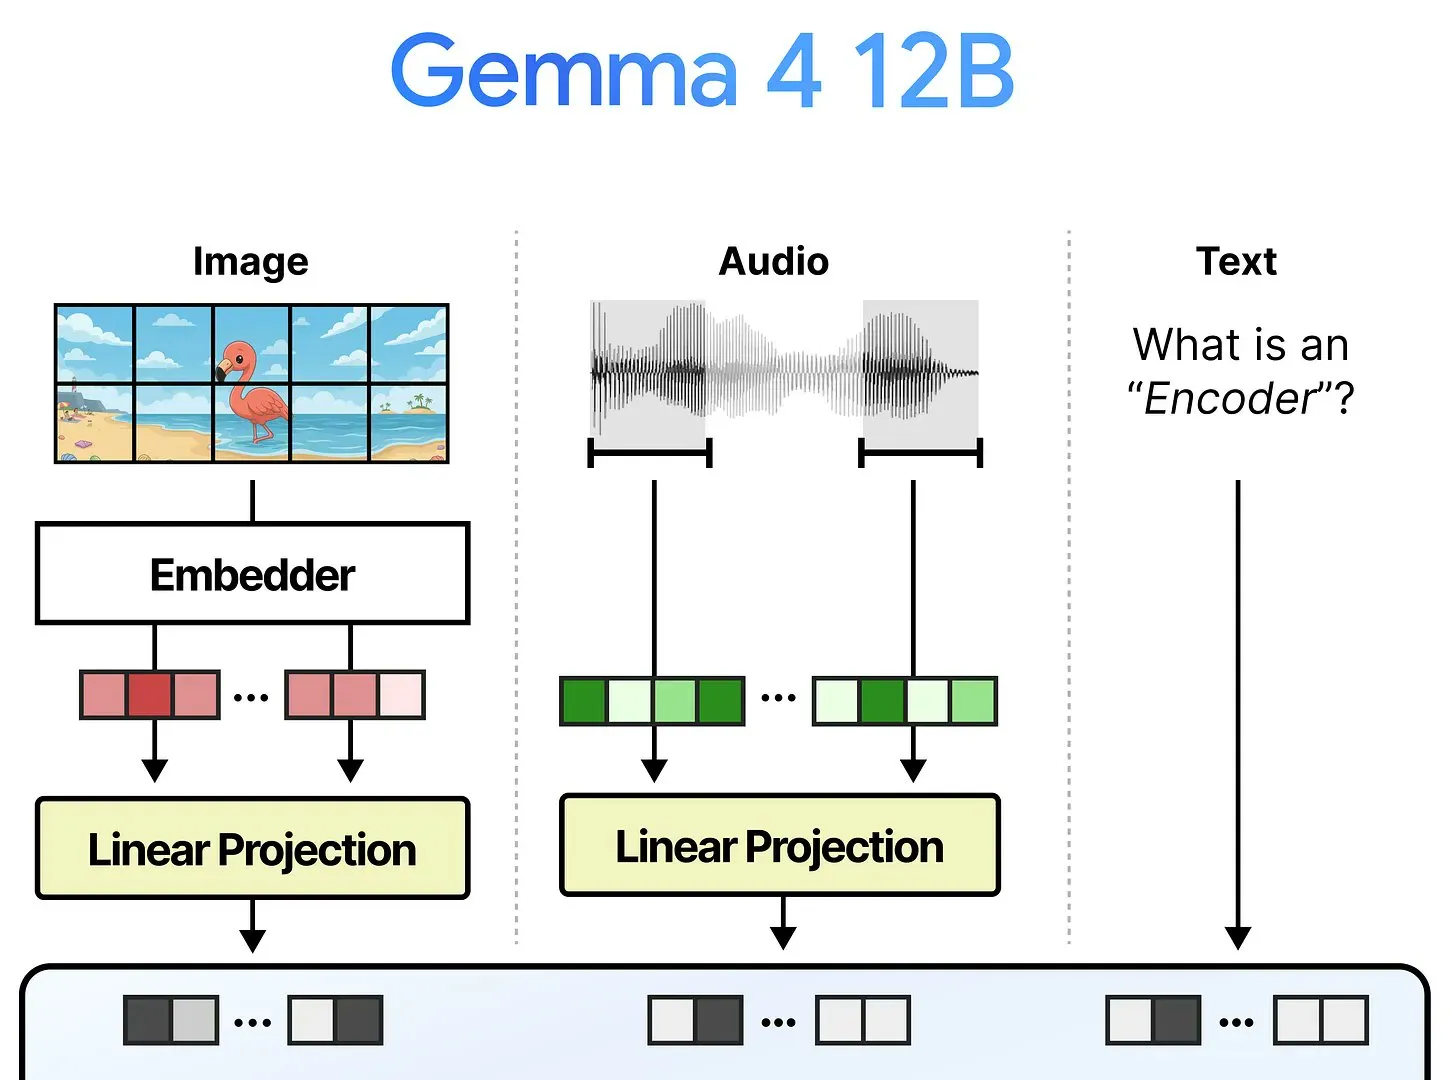 Gemma 4 12B
Image
Embedder
Linear Projection
Audio
Linear Projection
Text
What is an
“Encoder”?